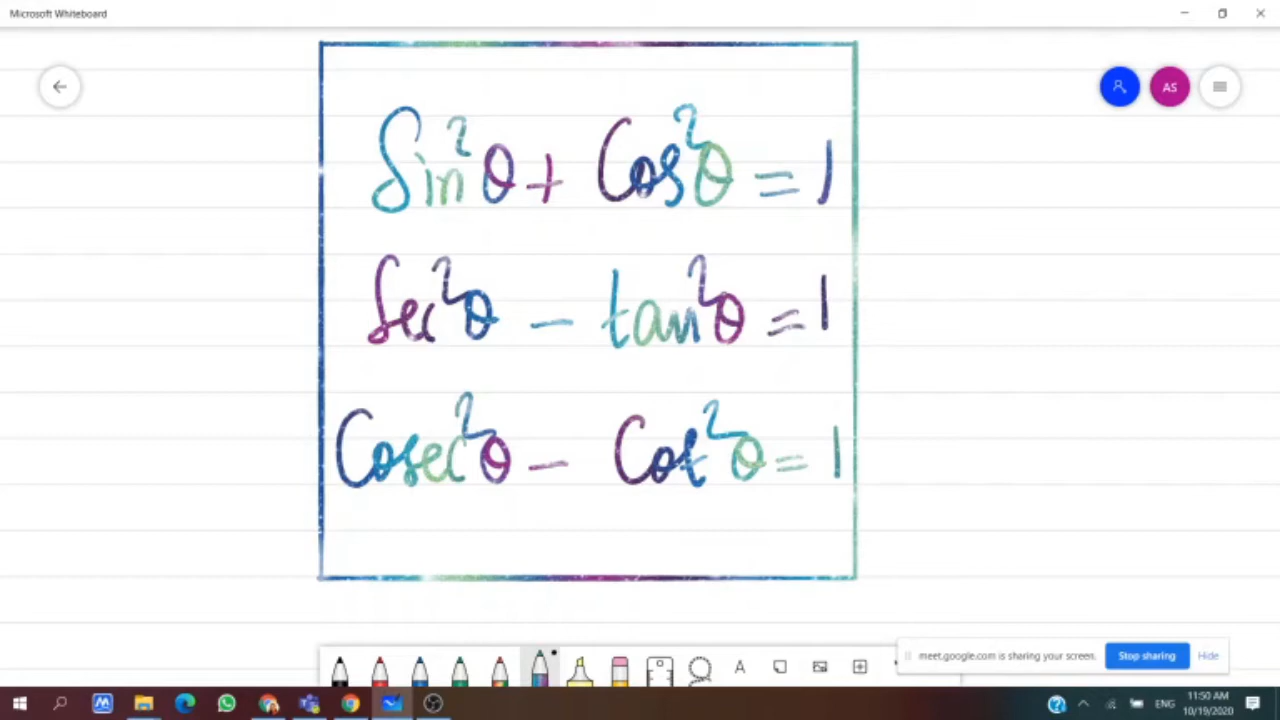 Microsoft Whiteboard
AS
Sin²θ + Cos²θ = 1
Sec²θ - tan²θ = 1
Cosec²θ - Cot²θ = 1
A
meet.google.com is sharing your screen.
Stop sharing
Hide
ENG
11:50 AM
10/19/2020